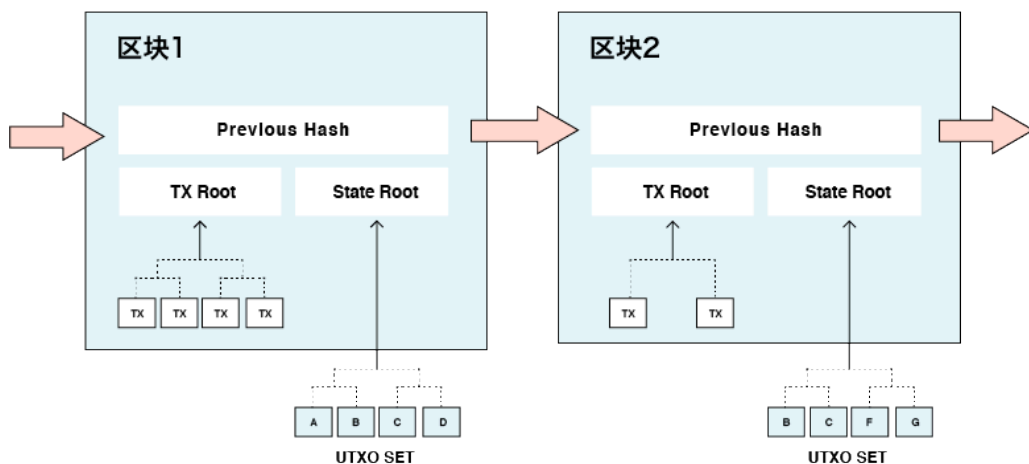 区块1
区块2
Previous Hash
Previous Hash
TX Root
State Root
TX Root
State Root
TX
TX
TX
TX
TX
TX
A
B
C
D
B
C
F
G
UTXO SET
UTXO SET